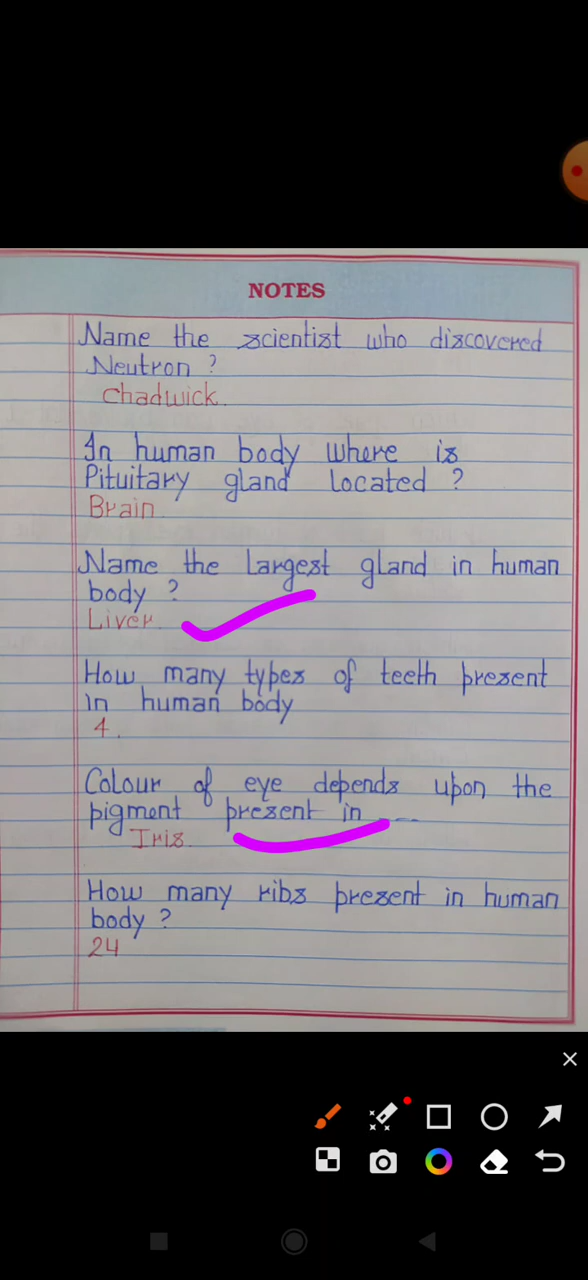 NOTES
Name the scientist who discovered
Neutron ?
Chadwick.
In human body where is
Pituitary gland Located ?
Brain
Name the Largest gland in human
body ?
Liver.
How many types of teeth present
in human body
4.
Colour of eye depends upon the
pigment present in ----
Iris.
How many ribs present in human
body ?
24